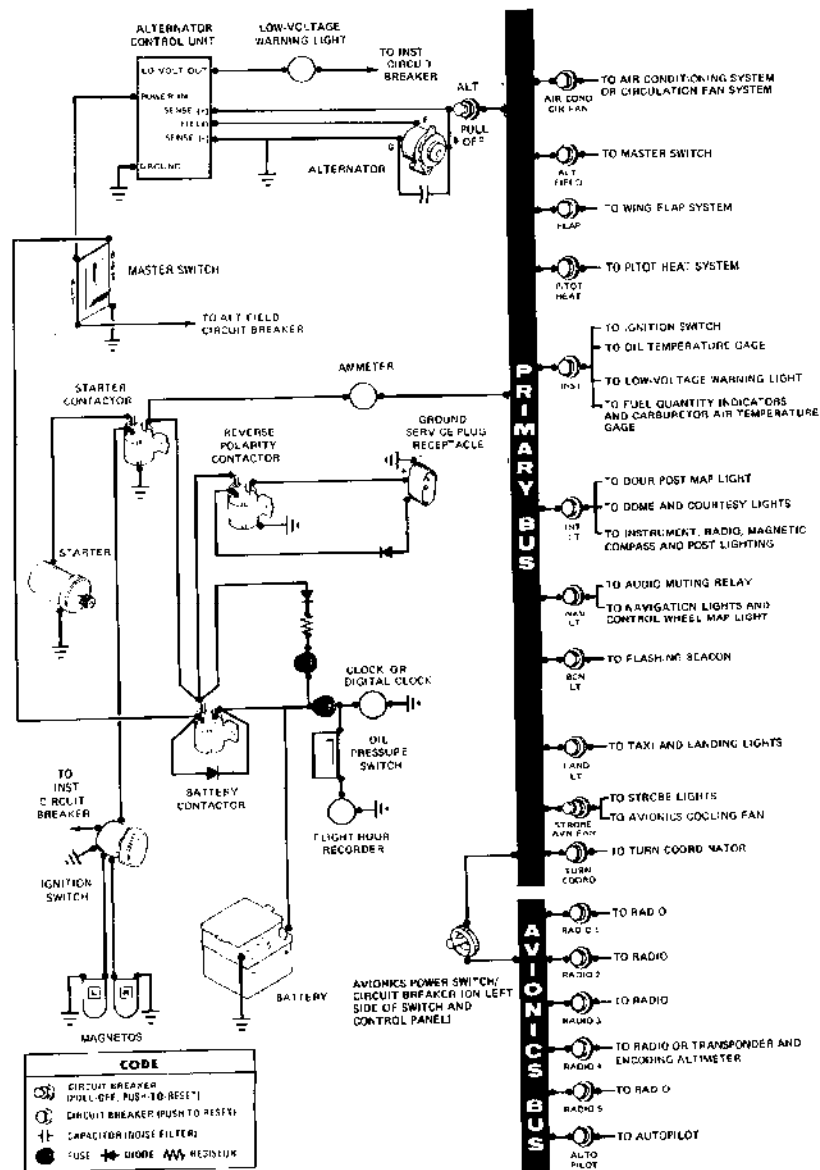 ALTERNATOR
CONTROL UNIT
LOW-VOLTAGE
WARNING LIGHT
TO INST
CIRCUIT
BREAKER
LO VOLT OUT
POWER IN
SENSE (+)
FIELD
SENSE (-)
GROUND
ALT
PULL
OFF
F
G
ALTERNATOR
MASTER SWITCH
TO ALT FIELD
CIRCUIT BREAKER
AMMETER
STARTER
CONTACTOR
REVERSE
POLARITY
CONTACTOR
GROUND
SERVICE PLUG
RECEPTACLE
STARTER
CLOCK OR
DIGITAL CLOCK
OIL
PRESSURE
SWITCH
BATTERY
CONTACTOR
FLIGHT HOUR
RECORDER
TO
INST
CIRCUIT
BREAKER
IGNITION
SWITCH
L
R
MAGNETOS
BATTERY
AVIONICS POWER SWITCH/
CIRCUIT BREAKER (ON LEFT
SIDE OF SWITCH AND
CONTROL PANEL)
PRIMARY BUS
AIR COND
CIR FAN
TO AIR CONDITIONING SYSTEM
OR CIRCULATION FAN SYSTEM
ALT
FIELD
TO MASTER SWITCH
FLAP
TO WING FLAP SYSTEM
PITOT
HEAT
TO PITOT HEAT SYSTEM
INST
TO IGNITION SWITCH
TO OIL TEMPERATURE GAGE
TO LOW-VOLTAGE WARNING LIGHT
TO FUEL QUANTITY INDICATORS
AND CARBURETOR AIR TEMPERATURE
GAGE
INT
LT
TO DOOR POST MAP LIGHT
TO DOME AND COURTESY LIGHTS
TO INSTRUMENT, RADIO, MAGNETIC
COMPASS AND POST LIGHTING
NAV
LT
TO AUDIO MUTING RELAY
TO NAVIGATION LIGHTS AND
CONTROL WHEEL MAP LIGHT
BCN
LT
TO FLASHING BEACON
LAND
LT
TO TAXI AND LANDING LIGHTS
STROBE
AVN FAN
TO STROBE LIGHTS
TO AVIONICS COOLING FAN
TURN
COORD
TO TURN COORDINATOR
AVIONICS BUS
RADIO 1
TO RADIO
RADIO 2
TO RADIO
RADIO 3
TO RADIO
RADIO 4
TO RADIO OR TRANSPONDER AND
ENCODING ALTIMETER
RADIO 5
TO RADIO
AUTO
PILOT
TO AUTOPILOT
CODE
CIRCUIT BREAKER
(PULL-OFF, PUSH-TO-RESET)
CIRCUIT BREAKER (PUSH TO RESET)
CAPACITOR (NOISE FILTER)
FUSE DIODE RESISTOR